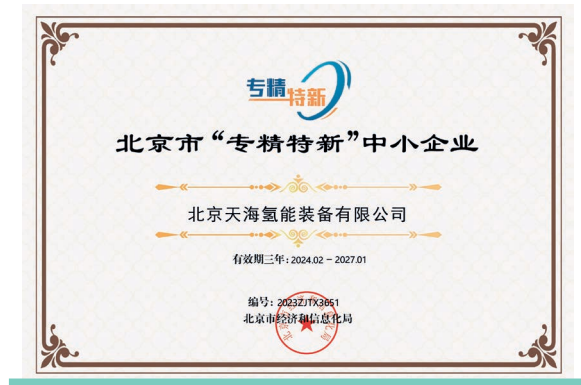 专精特新
北京市“专精特新”中小企业
北京天海氢能装备有限公司
有效期三年:2024.02-2027.01
编号:2023ZJTX3651
北京市经济和信息化局